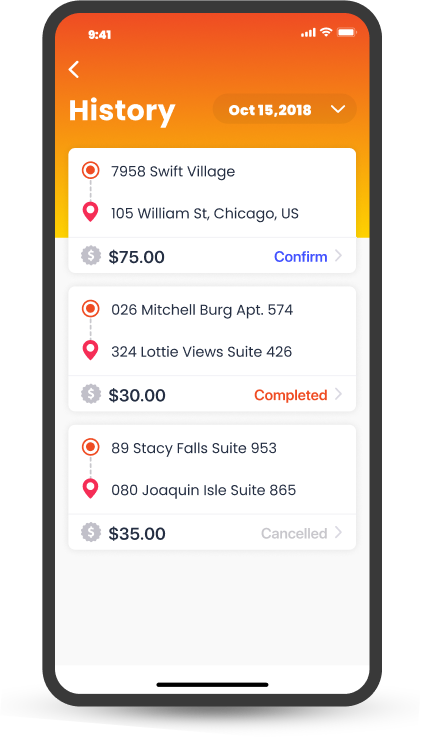 9:41
History
Oct 15,2018
7958 Swift Village
105 William St, Chicago, US
$75.00 Confirm
026 Mitchell Burg Apt. 574
324 Lottie Views Suite 426
$30.00 Completed
89 Stacy Falls Suite 953
080 Joaquin Isle Suite 865
$35.00 Cancelled